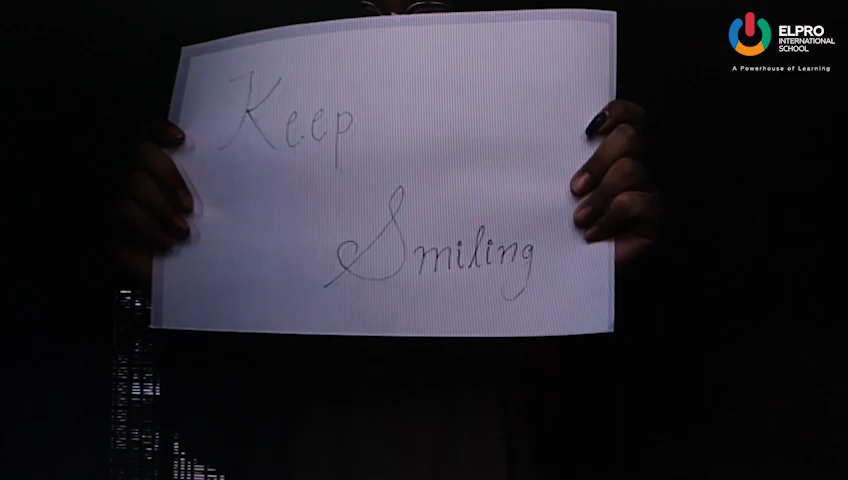 ELPRO
INTERNATIONAL
SCHOOL
A Powerhouse of Learning
Keep
Smiling